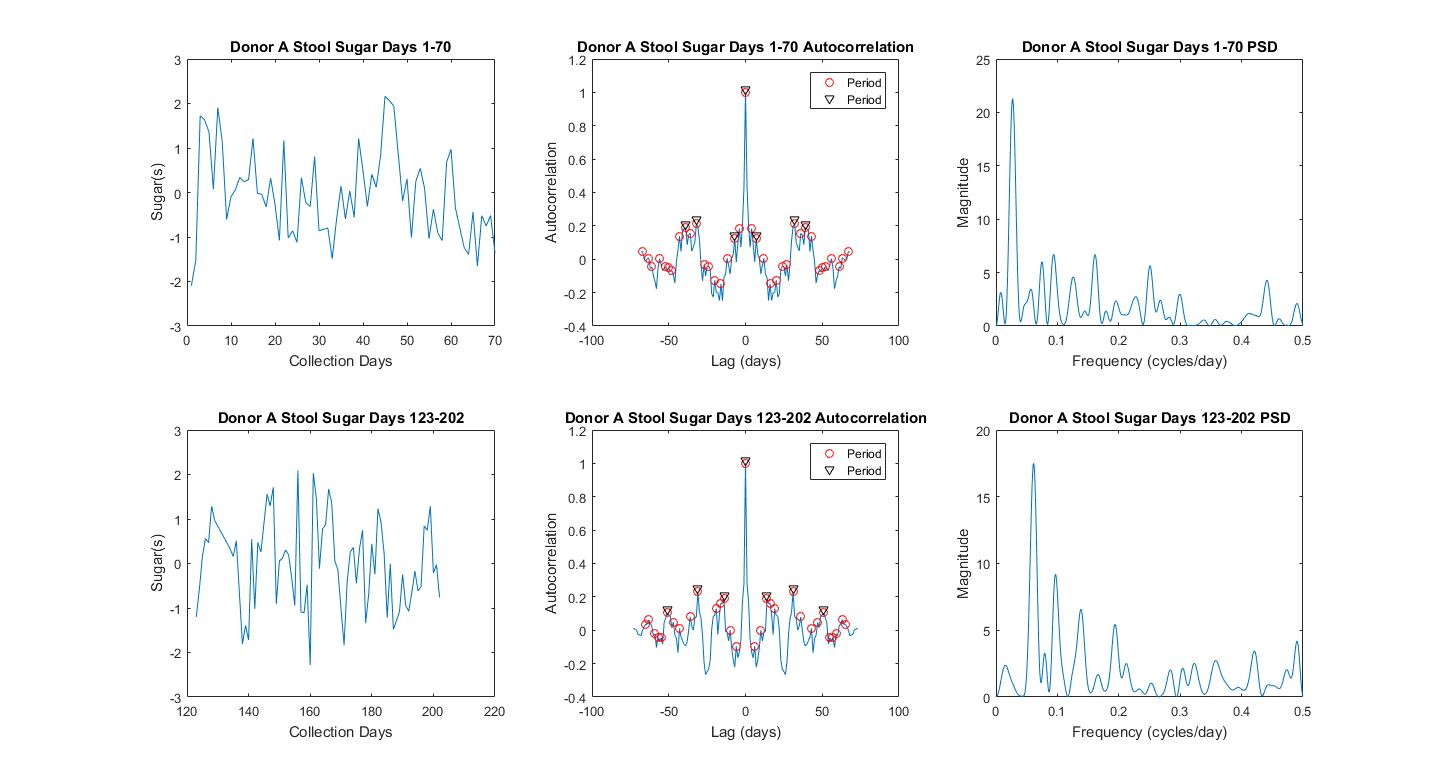 Donor A Stool Sugar Days 1-70
3
2
1
0
-1
-2
-3
Sugar(s)
0 10 20 30 40 50 60 70
Collection Days
Donor A Stool Sugar Days 1-70 Autocorrelation
1.2
1
0.8
0.6
0.4
0.2
0
-0.2
-0.4
Autocorrelation
Period
Period
-100 -50 0 50 100
Lag (days)
Donor A Stool Sugar Days 1-70 PSD
25
20
15
10
5
0
Magnitude
0 0.1 0.2 0.3 0.4 0.5
Frequency (cycles/day)
Donor A Stool Sugar Days 123-202
3
2
1
0
-1
-2
-3
Sugar(s)
120 140 160 180 200 220
Collection Days
Donor A Stool Sugar Days 123-202 Autocorrelation
1.2
1
0.8
0.6
0.4
0.2
0
-0.2
-0.4
Autocorrelation
Period
Period
-100 -50 0 50 100
Lag (days)
Donor A Stool Sugar Days 123-202 PSD
20
15
10
5
0
Magnitude
0 0.1 0.2 0.3 0.4 0.5
Frequency (cycles/day)